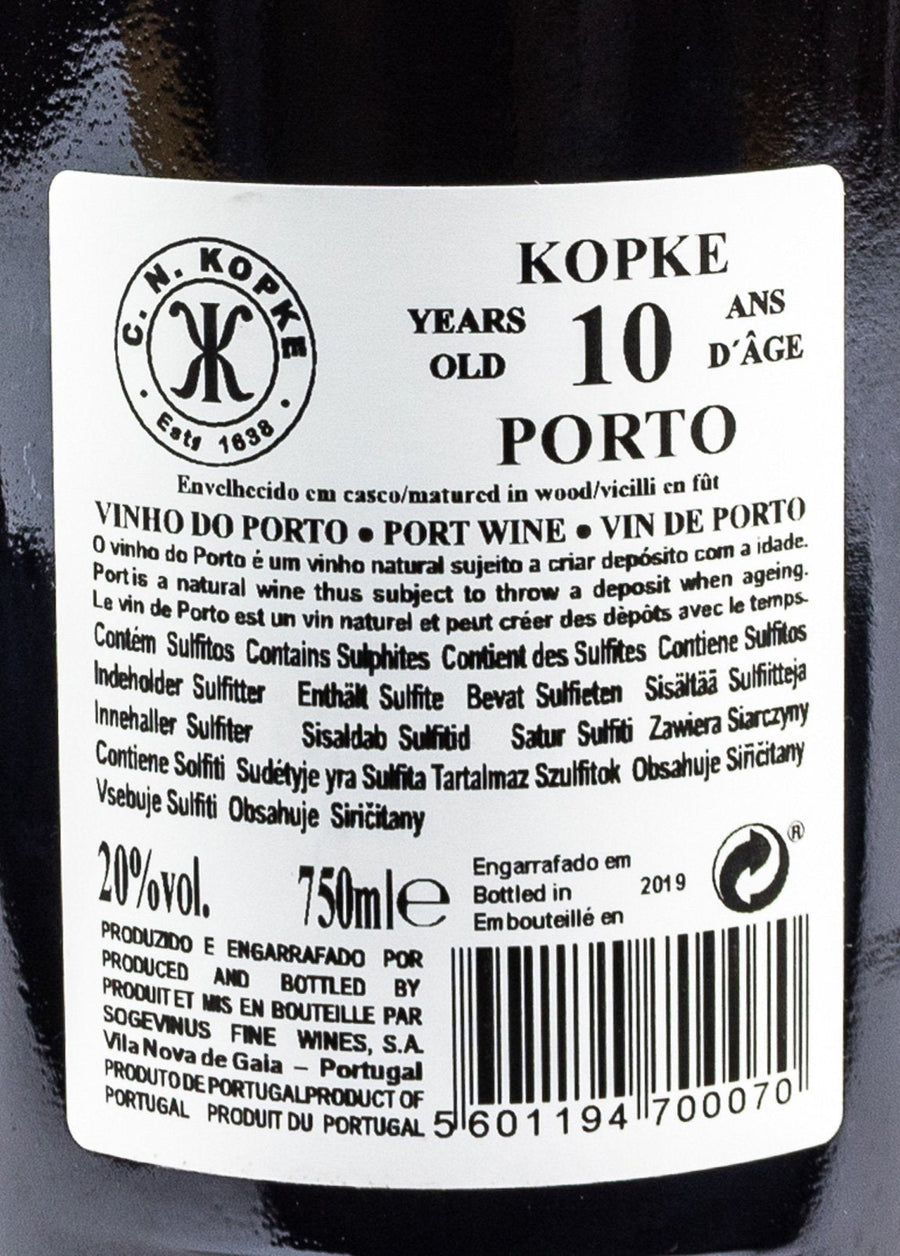 C. N. KOPKE
Estd 1638
KOPKE
YEARS OLD 10 ANS D´ÂGE
PORTO
Envelhecido em casco/matured in wood/vieilli en fût
VINHO DO PORTO • PORT WINE • VIN DE PORTO
O vinho do Porto é um vinho natural sujeito a criar depósito com a idade.
Port is a natural wine thus subject to throw a deposit when ageing.
Le vin de Porto est un vin naturel et peut créer des dèpôts avec le temps.
Contém Sulfitos Contains Sulphites Contient des Sulfites Contiene Sulfitos
Indeholder Sulfitter Enthält Sulfite Bevat Sulfieten Sisältää Sulfiitteja
Innehaller Sulfiter Sisaldab Sulfitid Satur Sulfiti Zawiera Siarczyny
Contiene Solfiti Sudétyje yra Sulfita Tartalmaz Szulfitok Obsahuje Siřičitany
Vsebuje Sulfiti Obsahuje Siričitany
20%vol. 750ml e
Engarrafado em
Bottled in 2019
Embouteillé en
®
PRODUZIDO E ENGARRAFADO POR
PRODUCED AND BOTTLED BY
PRODUIT ET MIS EN BOUTEILLE PAR
SOGEVINUS FINE WINES, S.A.
Vila Nova de Gaia – Portugal
PRODUTO DE PORTUGAL PRODUCT OF
PORTUGAL PRODUIT DU PORTUGAL
5 601194 700070